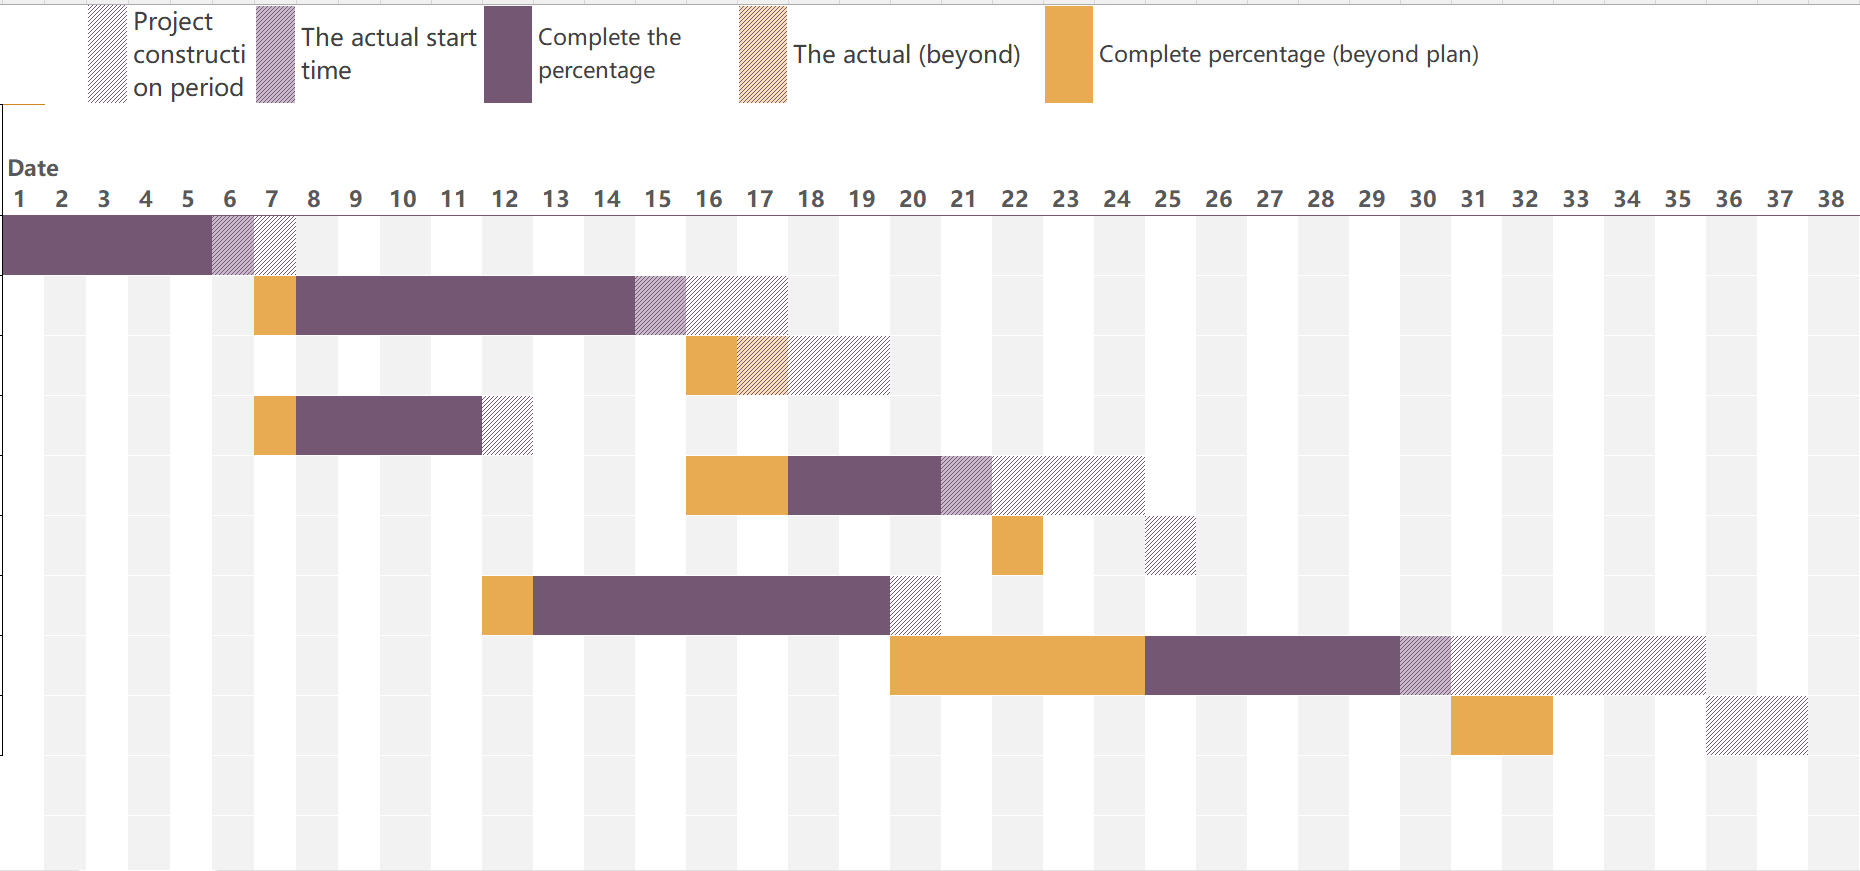 Project
constructi
on period
The actual start
time
Complete the
percentage
The actual (beyond)
Complete percentage (beyond plan)
Date
1 2 3 4 5 6 7 8 9 10 11 12 13 14 15 16 17 18 19 20 21 22 23 24 25 26 27 28 29 30 31 32 33 34 35 36 37 38